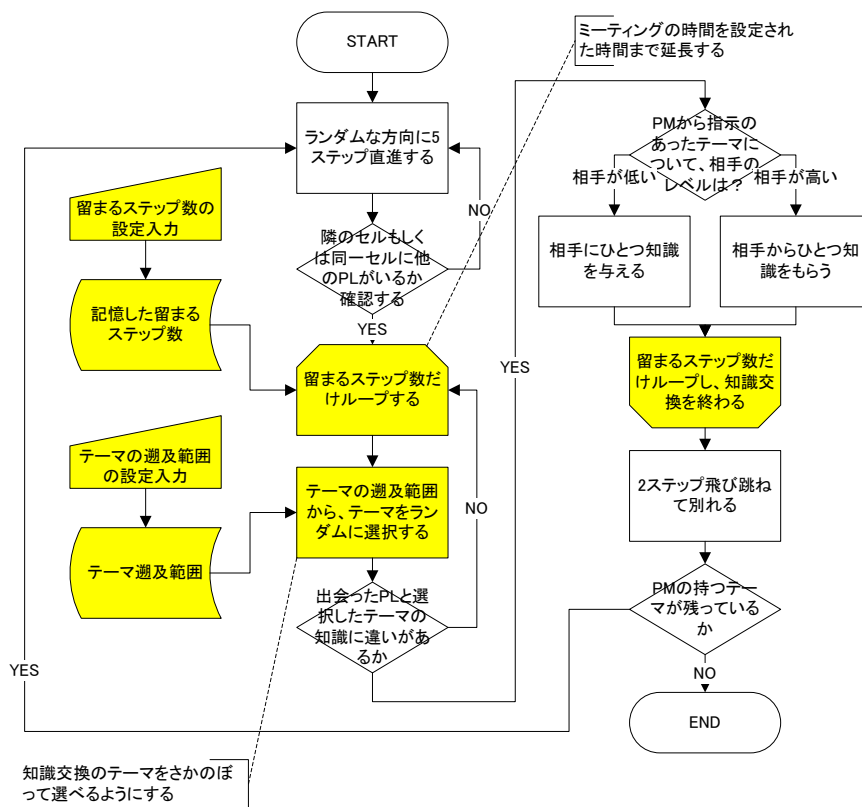 START
ミーティングの時間を設定され
た時間まで延長する
ランダムな方向に5
ステップ直進する
PMから指示の
あったテーマに
ついて、相手の
レベルは?
相手が低い
相手が高い
NO
留まるステップ数の
設定入力
隣のセルもしく
は同一セルに他
のPLがいるか
確認する
相手にひとつ知識
を与える
相手からひとつ知
識をもらう
記憶した留まる
ステップ数
YES
YES
留まるステップ数だ
けループする
留まるステップ数だ
けループし、知識交
換を終わる
テーマの遡及範囲
の設定入力
テーマの遡及範囲
から、テーマをラン
ダムに選択する
NO
2ステップ飛び跳ね
て別れる
テーマ遡及範囲
出会ったPLと選
択したテーマの
知識に違いがあ
るか
PMの持つテー
マが残っている
か
YES
NO
END
知識交換のテーマをさかのぼ
って選べるようにする